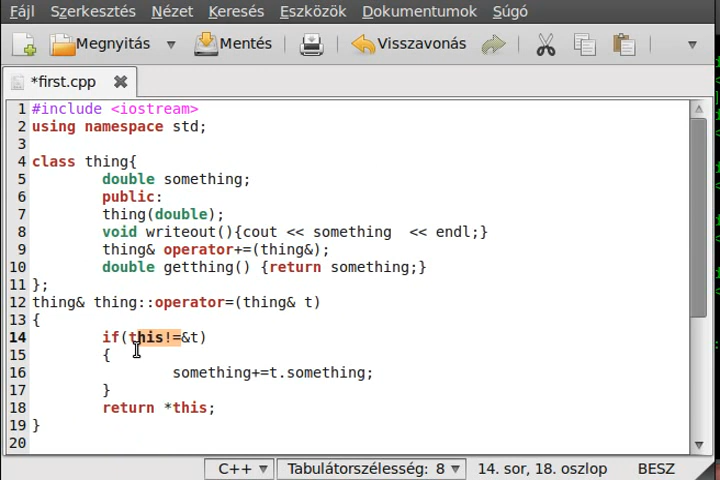 Fájl Szerkesztés Nézet Keresés Eszközök Dokumentumok Súgó
Megnyitás Mentés Visszavonás
*first.cpp
1 #include <iostream>
2 using namespace std;
3
4 class thing{
5 double something;
6 public:
7 thing(double);
8 void writeout(){cout << something  << endl;}
9 thing& operator+=(thing&);
10 double getthing() {return something;}
11 };
12 thing& thing::operator=(thing& t)
13 {
14 if(this!=&t)
15 {
16 something+=t.something;
17 }
18 return *this;
19 }
20
C++ Tabulátorszélesség: 8 14. sor, 18. oszlop BESZ